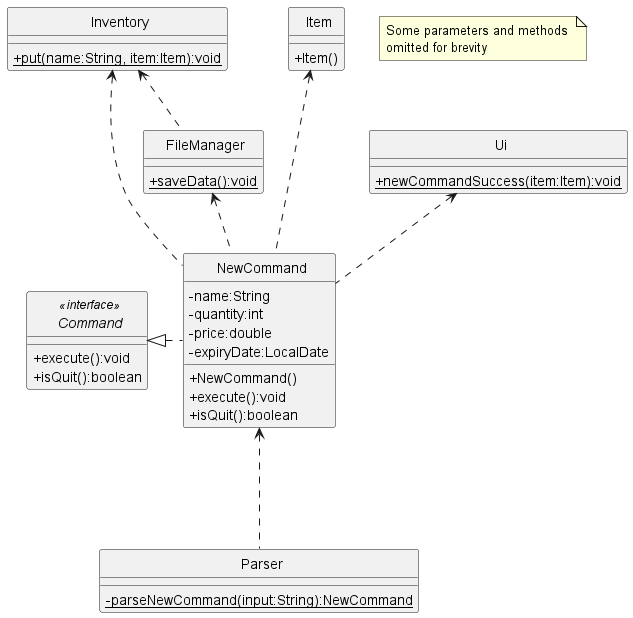 Inventory
+put(name:String, item:Item):void
Item
+Item()
Some parameters and methods
omitted for brevity
FileManager
+saveData():void
Ui
+newCommandSuccess(item:Item):void
NewCommand
-name:String
-quantity:int
-price:double
-expiryDate:LocalDate
+NewCommand()
+execute():void
+isQuit():boolean
«interface»
Command
+execute():void
+isQuit():boolean
Parser
-parseNewCommand(input:String):NewCommand